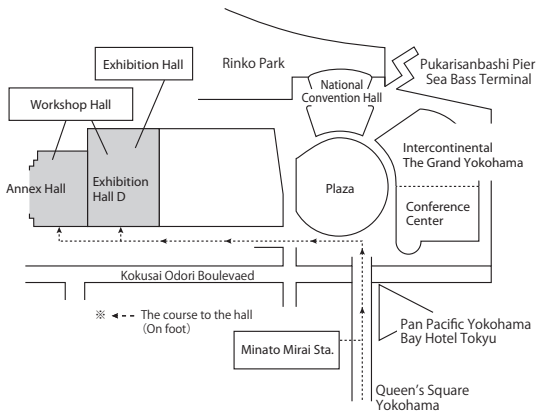 Exhibition Hall
Rinko Park
Pukarisanbashi Pier
Sea Bass Terminal
National
Convention Hall
Workshop Hall
Intercontinental
The Grand Yokohama
Annex Hall
Exhibition
Hall D
Plaza
Conference
Center
Kokusai Odori Boulevaed
※ The course to the hall
(On foot)
Pan Pacific Yokohama
Bay Hotel Tokyu
Minato Mirai Sta.
Queen's Square
Yokohama